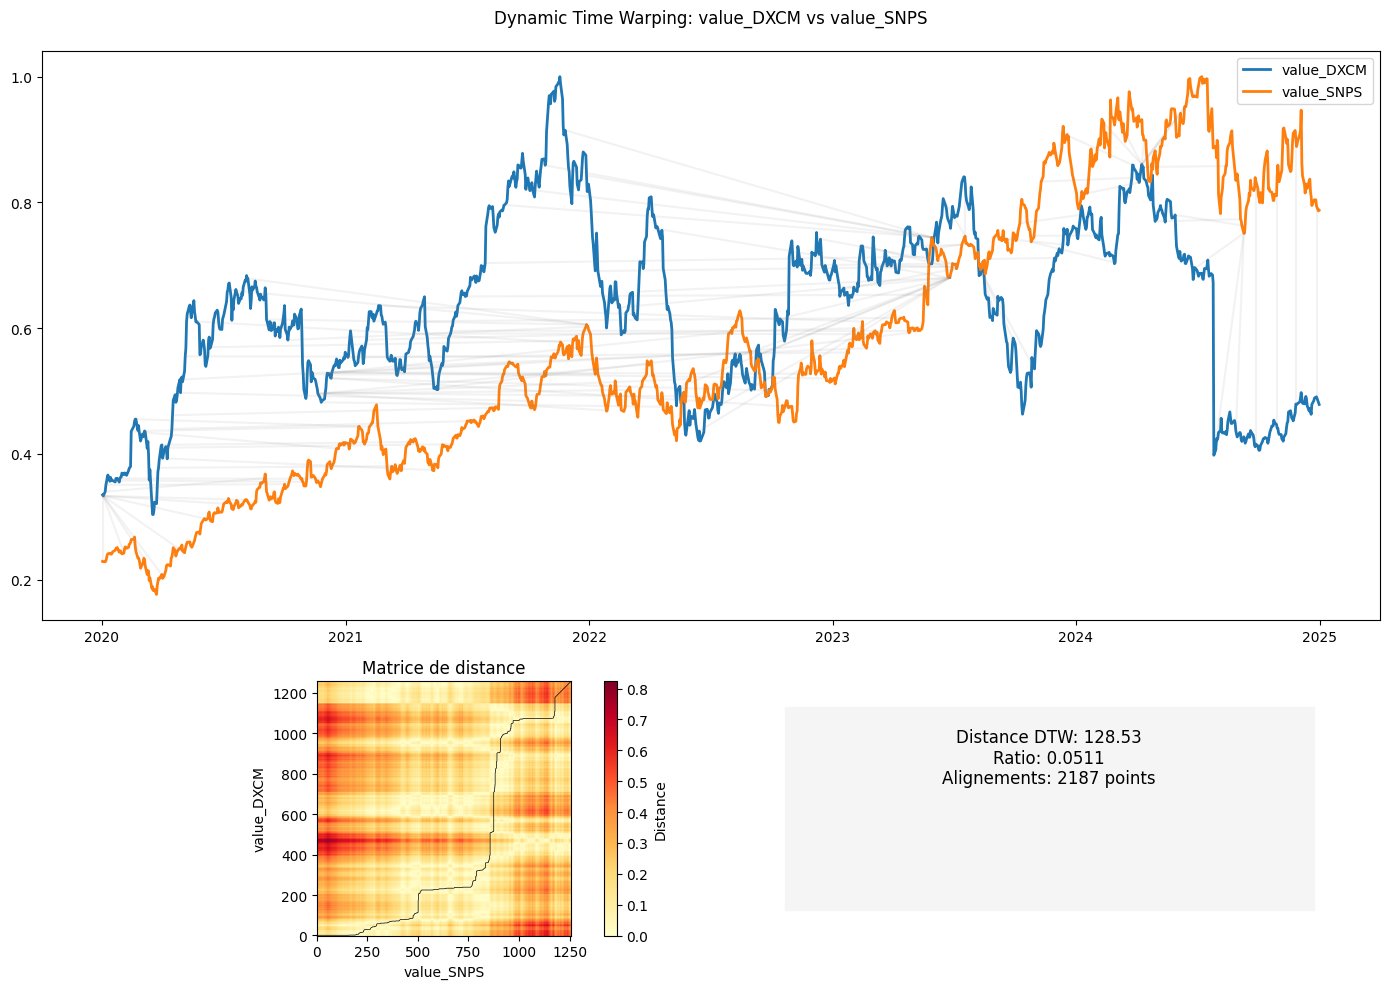 Dynamic Time Warping: value_DXCM vs value_SNPS
value_DXCM
value_SNPS
1.0
0.8
0.6
0.4
0.2
2020 2021 2022 2023 2024 2025
Matrice de distance
value_DXCM
1200
1000
800
600
400
200
0
0 250 500 750 1000 1250
value_SNPS
0.8
0.7
0.6
0.5
0.4
0.3
0.2
0.1
0.0
Distance
Distance DTW: 128.53
Ratio: 0.0511
Alignements: 2187 points